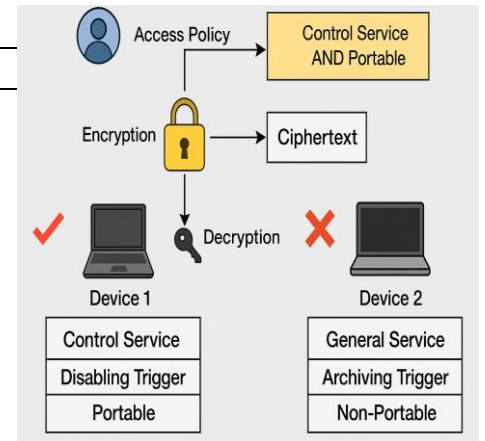 Access Policy
Control Service
AND Portable
Encryption
Ciphertext
Decryption
Device 1
Control Service
Disabling Trigger
Portable
Device 2
General Service
Archiving Trigger
Non-Portable